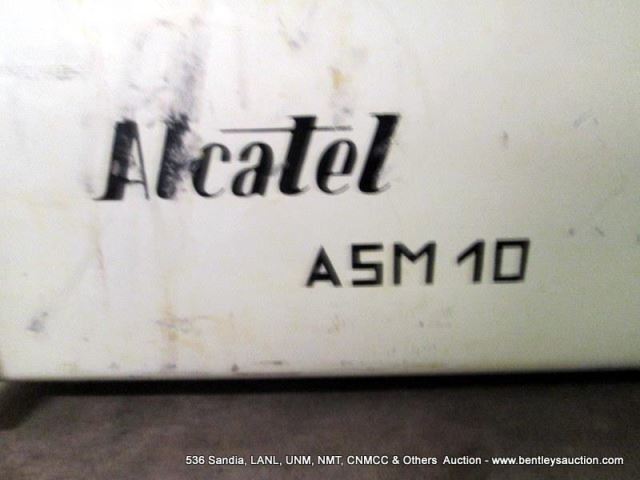 Alcatel
ASM 10
536 Sandia, LANL, UNM, NMT, CNMCC & Others Auction - www.bentleysauction.com